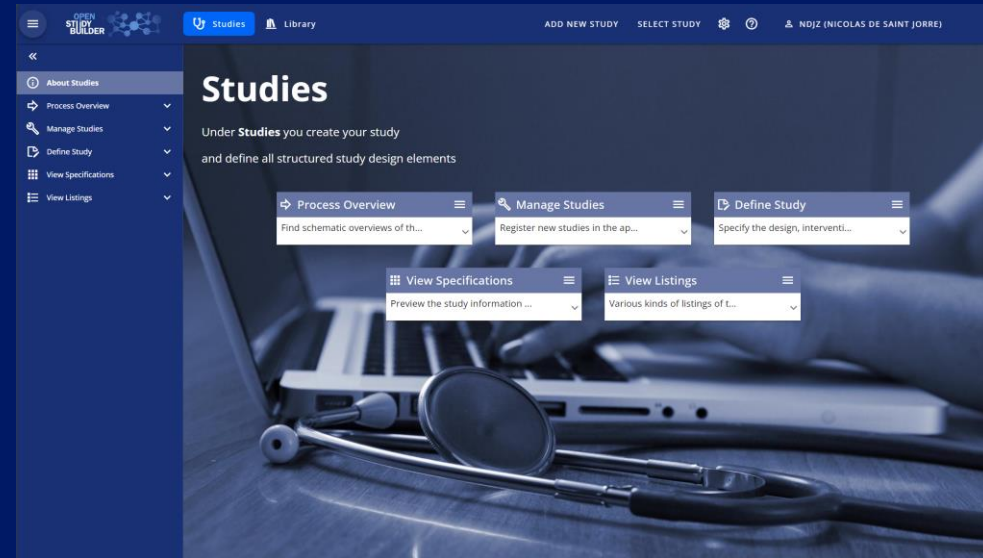 OPEN
STUDY
BUILDER
Studies
Library
ADD NEW STUDY
SELECT STUDY
NDJZ (NICOLAS DE SAINT JORRE)
About Studies
Process Overview
Manage Studies
Define Study
View Specifications
View Listings
Studies
Under Studies you create your study
and define all structured study design elements
Process Overview
Find schematic overviews of th...
Manage Studies
Register new studies in the ap...
Define Study
Specify the design, interventi...
View Specifications
Preview the study information ...
View Listings
Various kinds of listings of t...